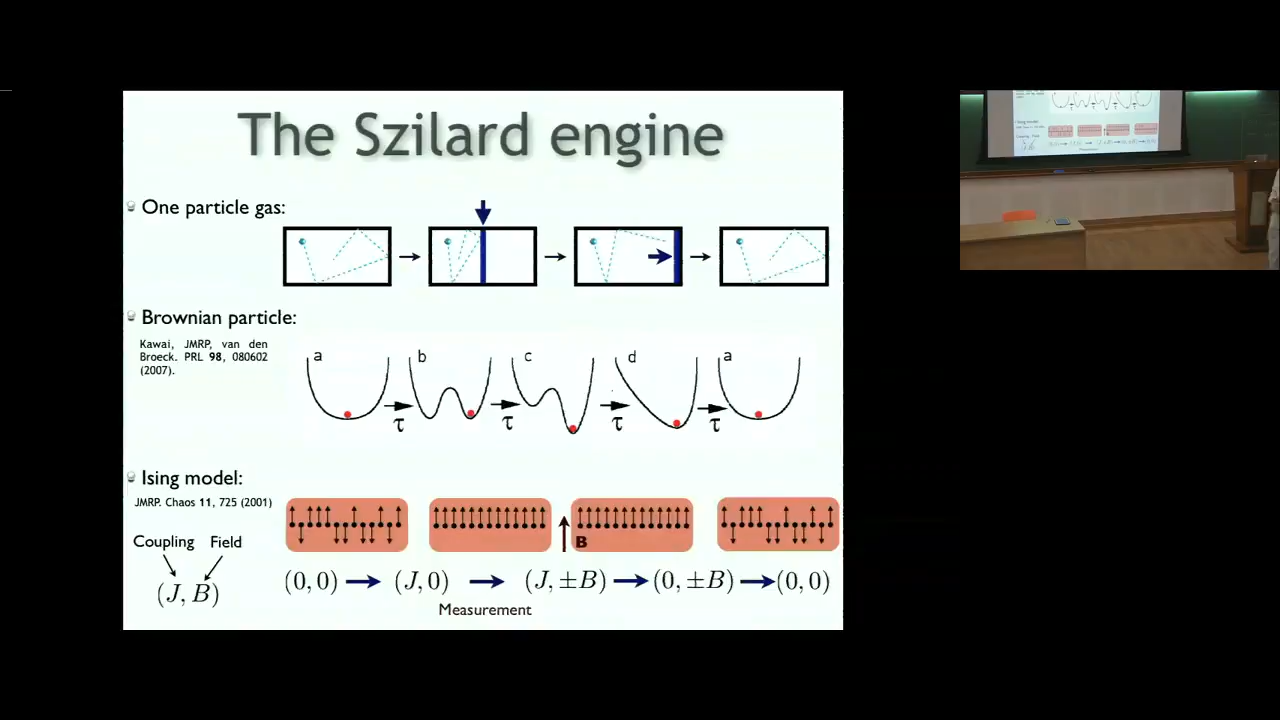 The Szilard engine
One particle gas:
Brownian particle:
Kawai, JMRP, van den
Broeck. PRL 98, 080602
(2007).
a b c d a
τ τ τ τ
Ising model:
JMRP. Chaos 11, 725 (2001)
B
Coupling Field
(J, B)
(0, 0) (J, 0) (J, ±B) (0, ±B) (0, 0)
Measurement